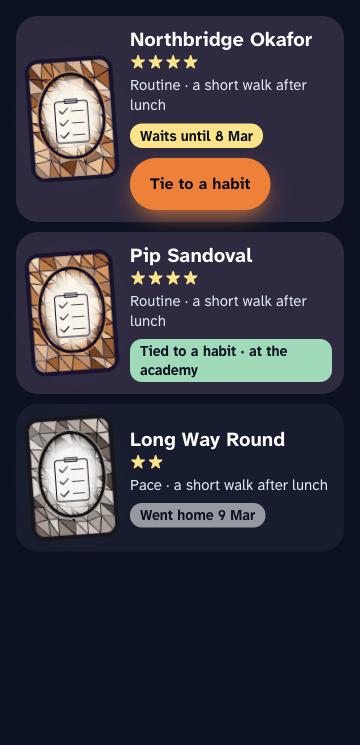 Northbridge Okafor
Routine · a short walk after
lunch
Waits until 8 Mar
Tie to a habit
Pip Sandoval
Routine · a short walk after
lunch
Tied to a habit · at the
academy
Long Way Round
Pace · a short walk after lunch
Went home 9 Mar